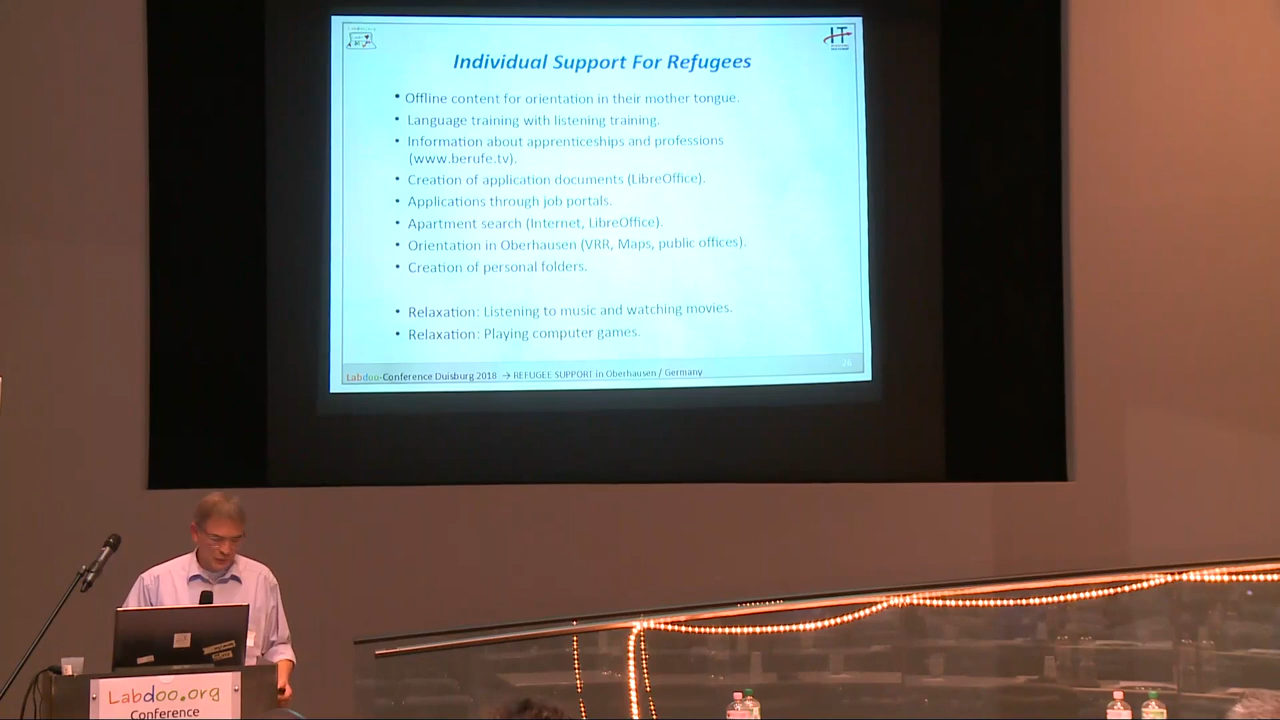 IT
Individual Support For Refugees
• Offline content for orientation in their mother tongue.
• Language training with listening training.
• Information about apprenticeships and professions
(www.berufe.tv).
• Creation of application documents (LibreOffice).
• Applications through job portals.
• Apartment search (Internet, LibreOffice).
• Orientation in Oberhausen (VRR, Maps, public offices).
• Creation of personal folders.
• Relaxation: Listening to music and watching movies.
• Relaxation: Playing computer games.
26
Labdoo-Conference Duisburg 2018 → REFUGEE SUPPORT in Oberhausen / Germany
Labdoo.org
Conference